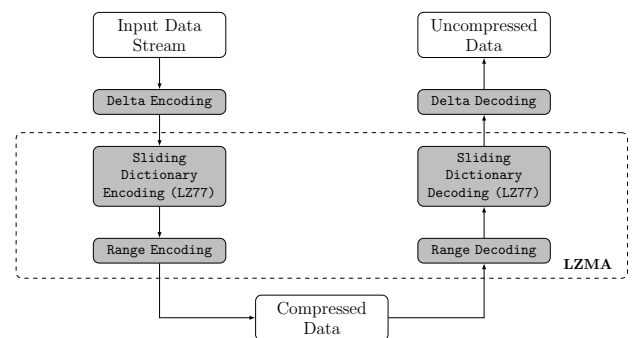 Input Data
Stream
Delta Encoding
Sliding
Dictionary
Encoding (LZ77)
Range Encoding
Compressed
Data
Uncompressed
Data
Delta Decoding
Sliding
Dictionary
Decoding (LZ77)
Range Decoding
LZMA